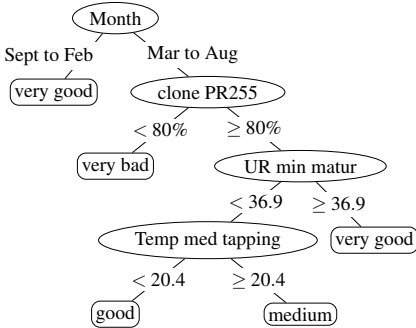 Month
Sept to Feb
Mar to Aug
very good
clone PR255
< 80%
≥ 80%
very bad
UR min matur
< 36.9
≥ 36.9
Temp med tapping
very good
< 20.4
≥ 20.4
good
medium